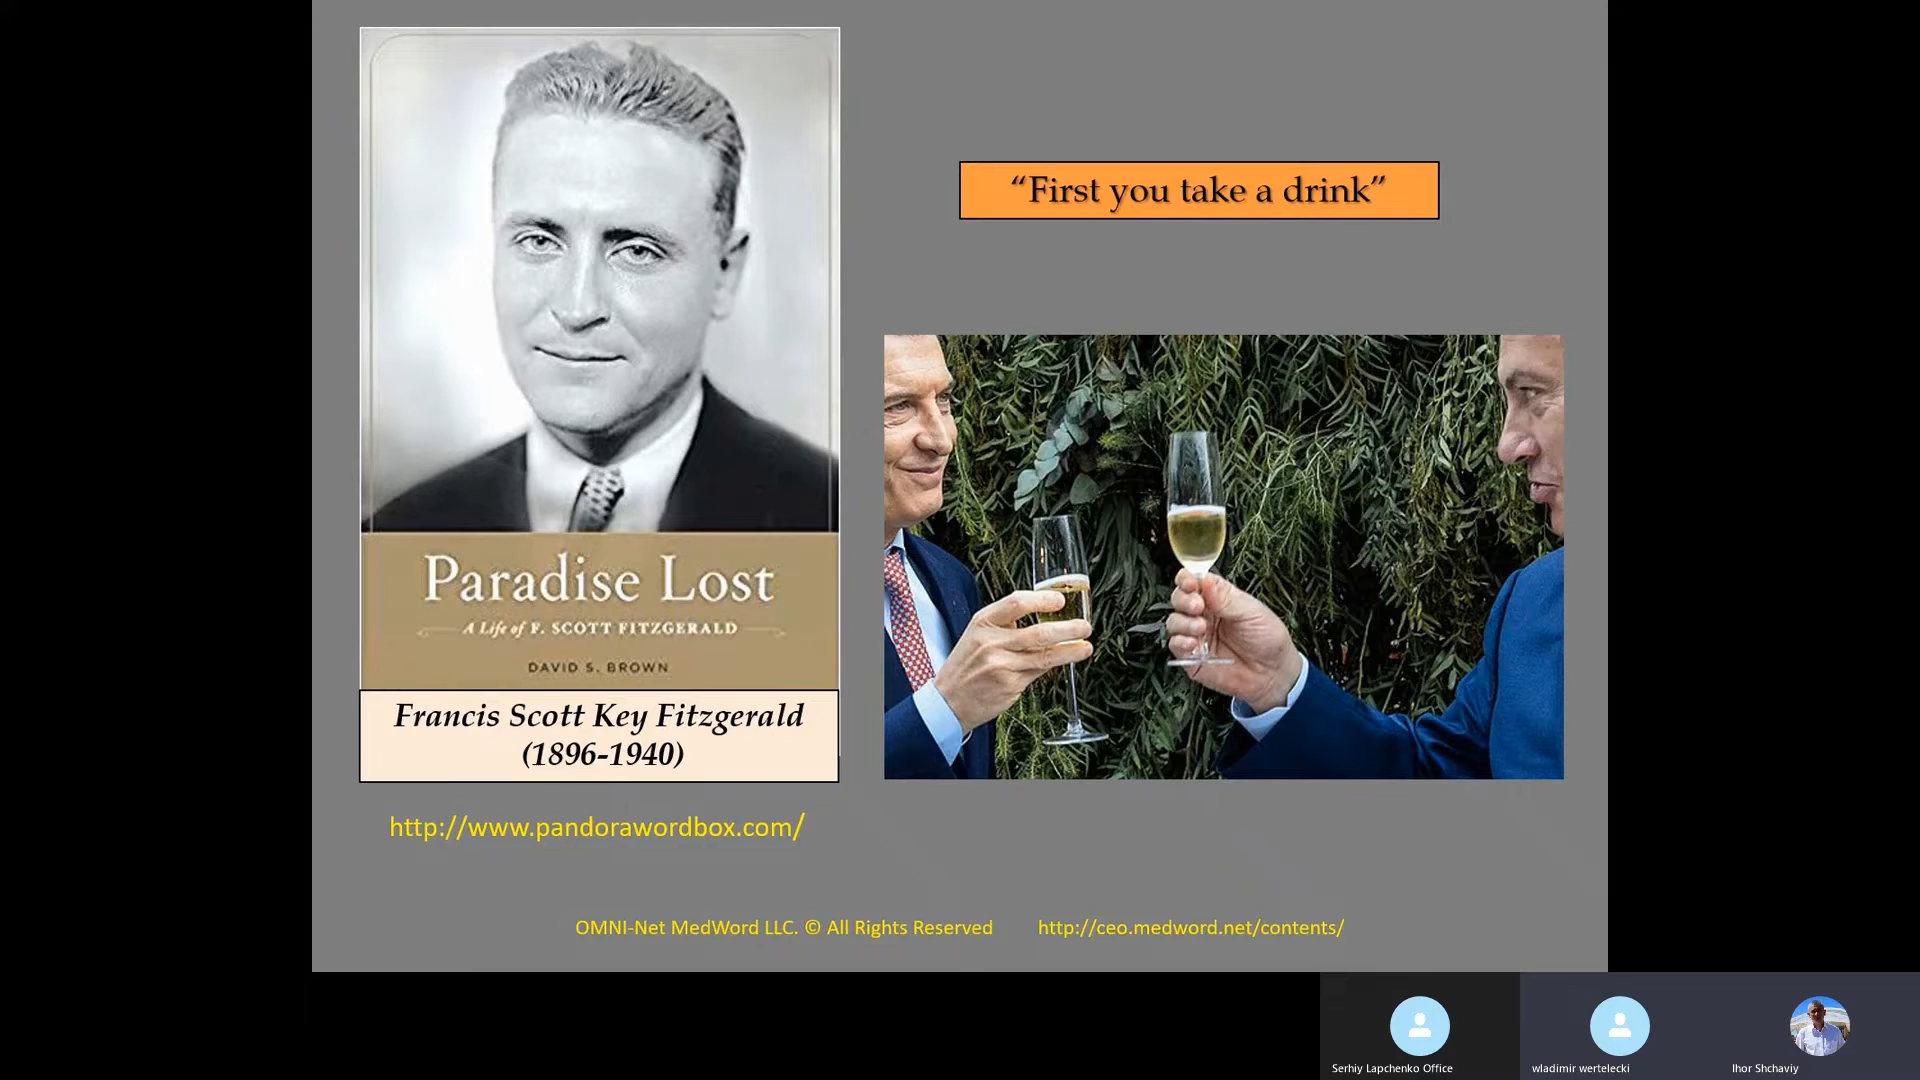 “First you take a drink”
Paradise Lost
A Life of F. SCOTT FITZGERALD
DAVID S. BROWN
Francis Scott Key Fitzgerald
(1896-1940)
http://www.pandorawordbox.com/
OMNI-Net MedWord LLC. © All Rights Reserved http://ceo.medword.net/contents/
Serhiy Lapchenko Office
wladimir wertelecki
Ihor Shchaviy